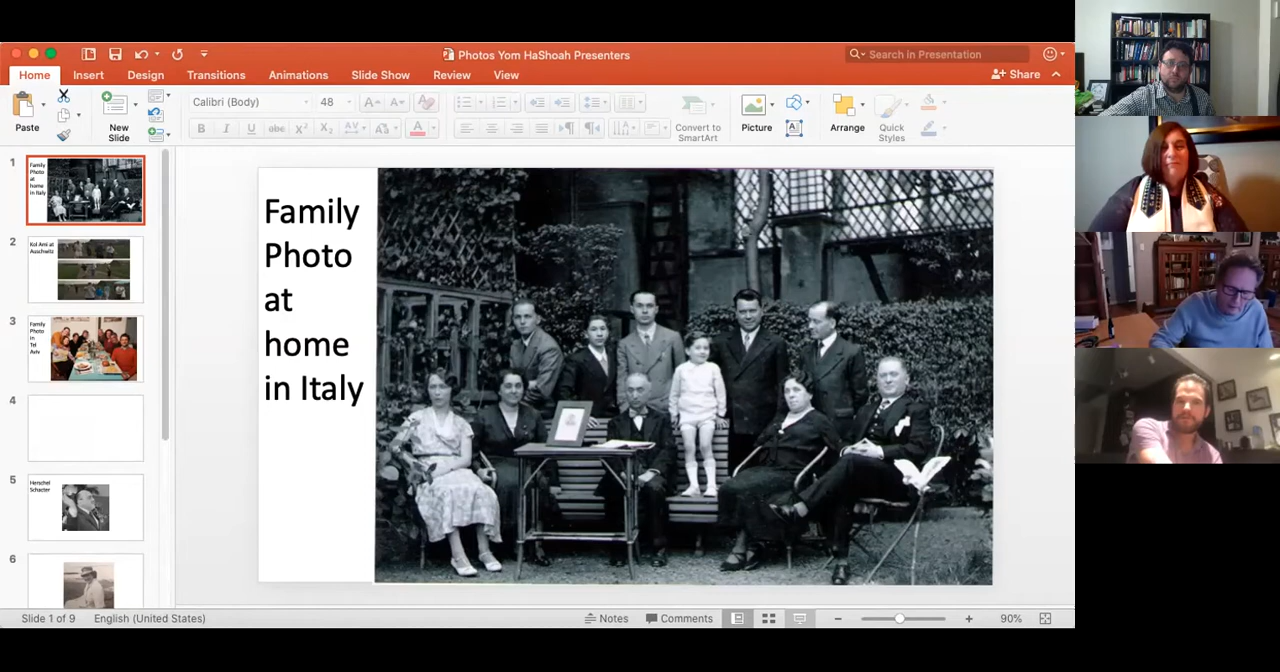 Photos Yom HaShoah Presenters
Search in Presentation
Home Insert Design Transitions Animations Slide Show Review View
Share
Paste
New
Slide
Calibri (Body) 48
Convert to
SmartArt
Picture
Arrange
Quick
Styles
1
Family
Photo
at
home
in Italy
2
Kol Ami at
Auschwitz
3
Family
Photo
in
Tel
Aviv
4
5
Herschel
Schacter
6
Family
Photo
at
home
in Italy
Slide 1 of 9 English (United States)
Notes Comments 90%